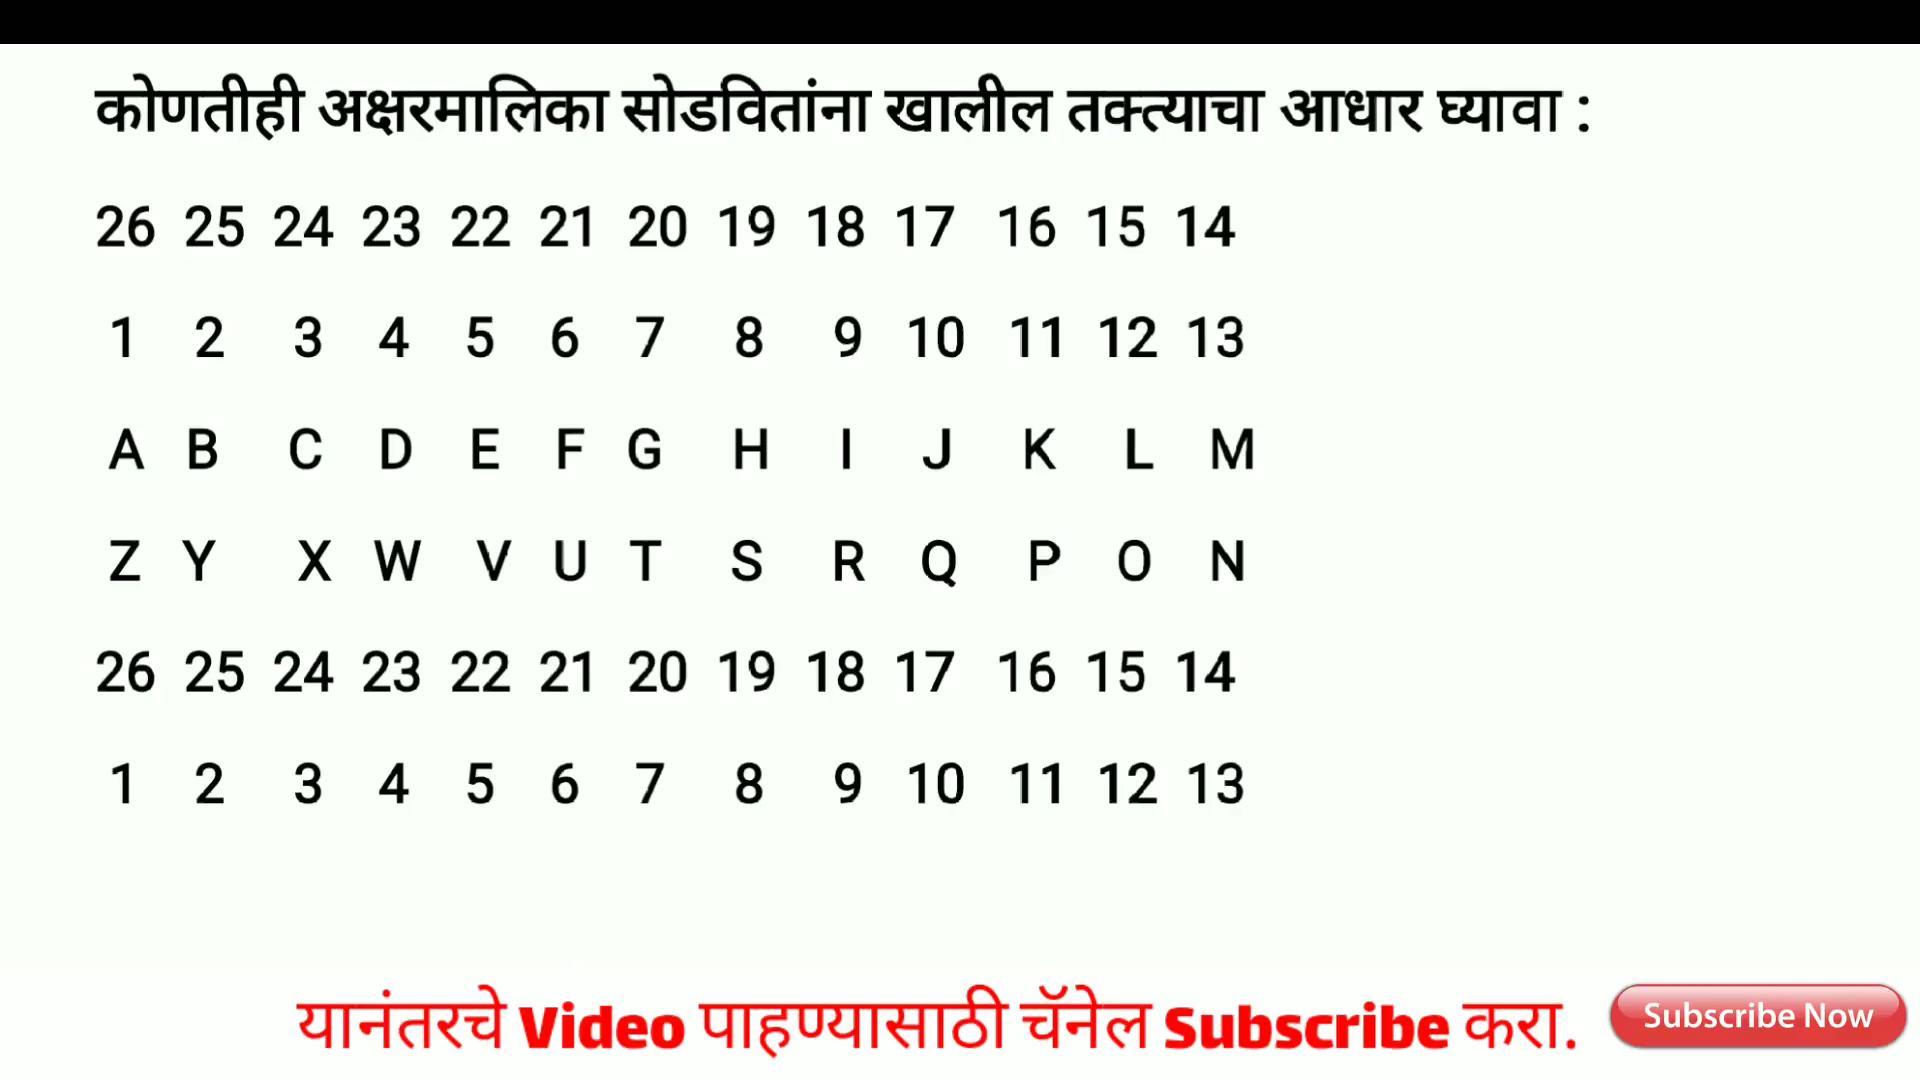 कोणतीही अक्षरमालिका सोडवितांना खालील तक्त्याचा आधार घ्यावा :
26 25 24 23 22 21 20 19 18 17 16 15 14
1 2 3 4 5 6 7 8 9 10 11 12 13
A B C D E F G H I J K L M
Z Y X W V U T S R Q P O N
26 25 24 23 22 21 20 19 18 17 16 15 14
1 2 3 4 5 6 7 8 9 10 11 12 13
यानंतरचे Video पाहण्यासाठी चॅनेल Subscribe करा.
Subscribe Now